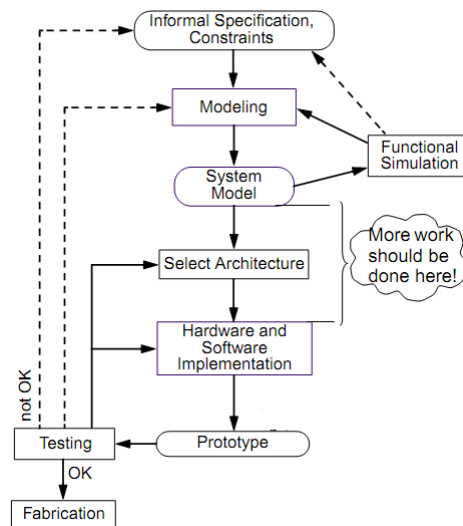 Informal Specification,
Constraints
Modeling
Functional
Simulation
System
Model
More work
should be
done here!
Select Architecture
Hardware and
Software
Implementation
not OK
Testing
Prototype
OK
Fabrication